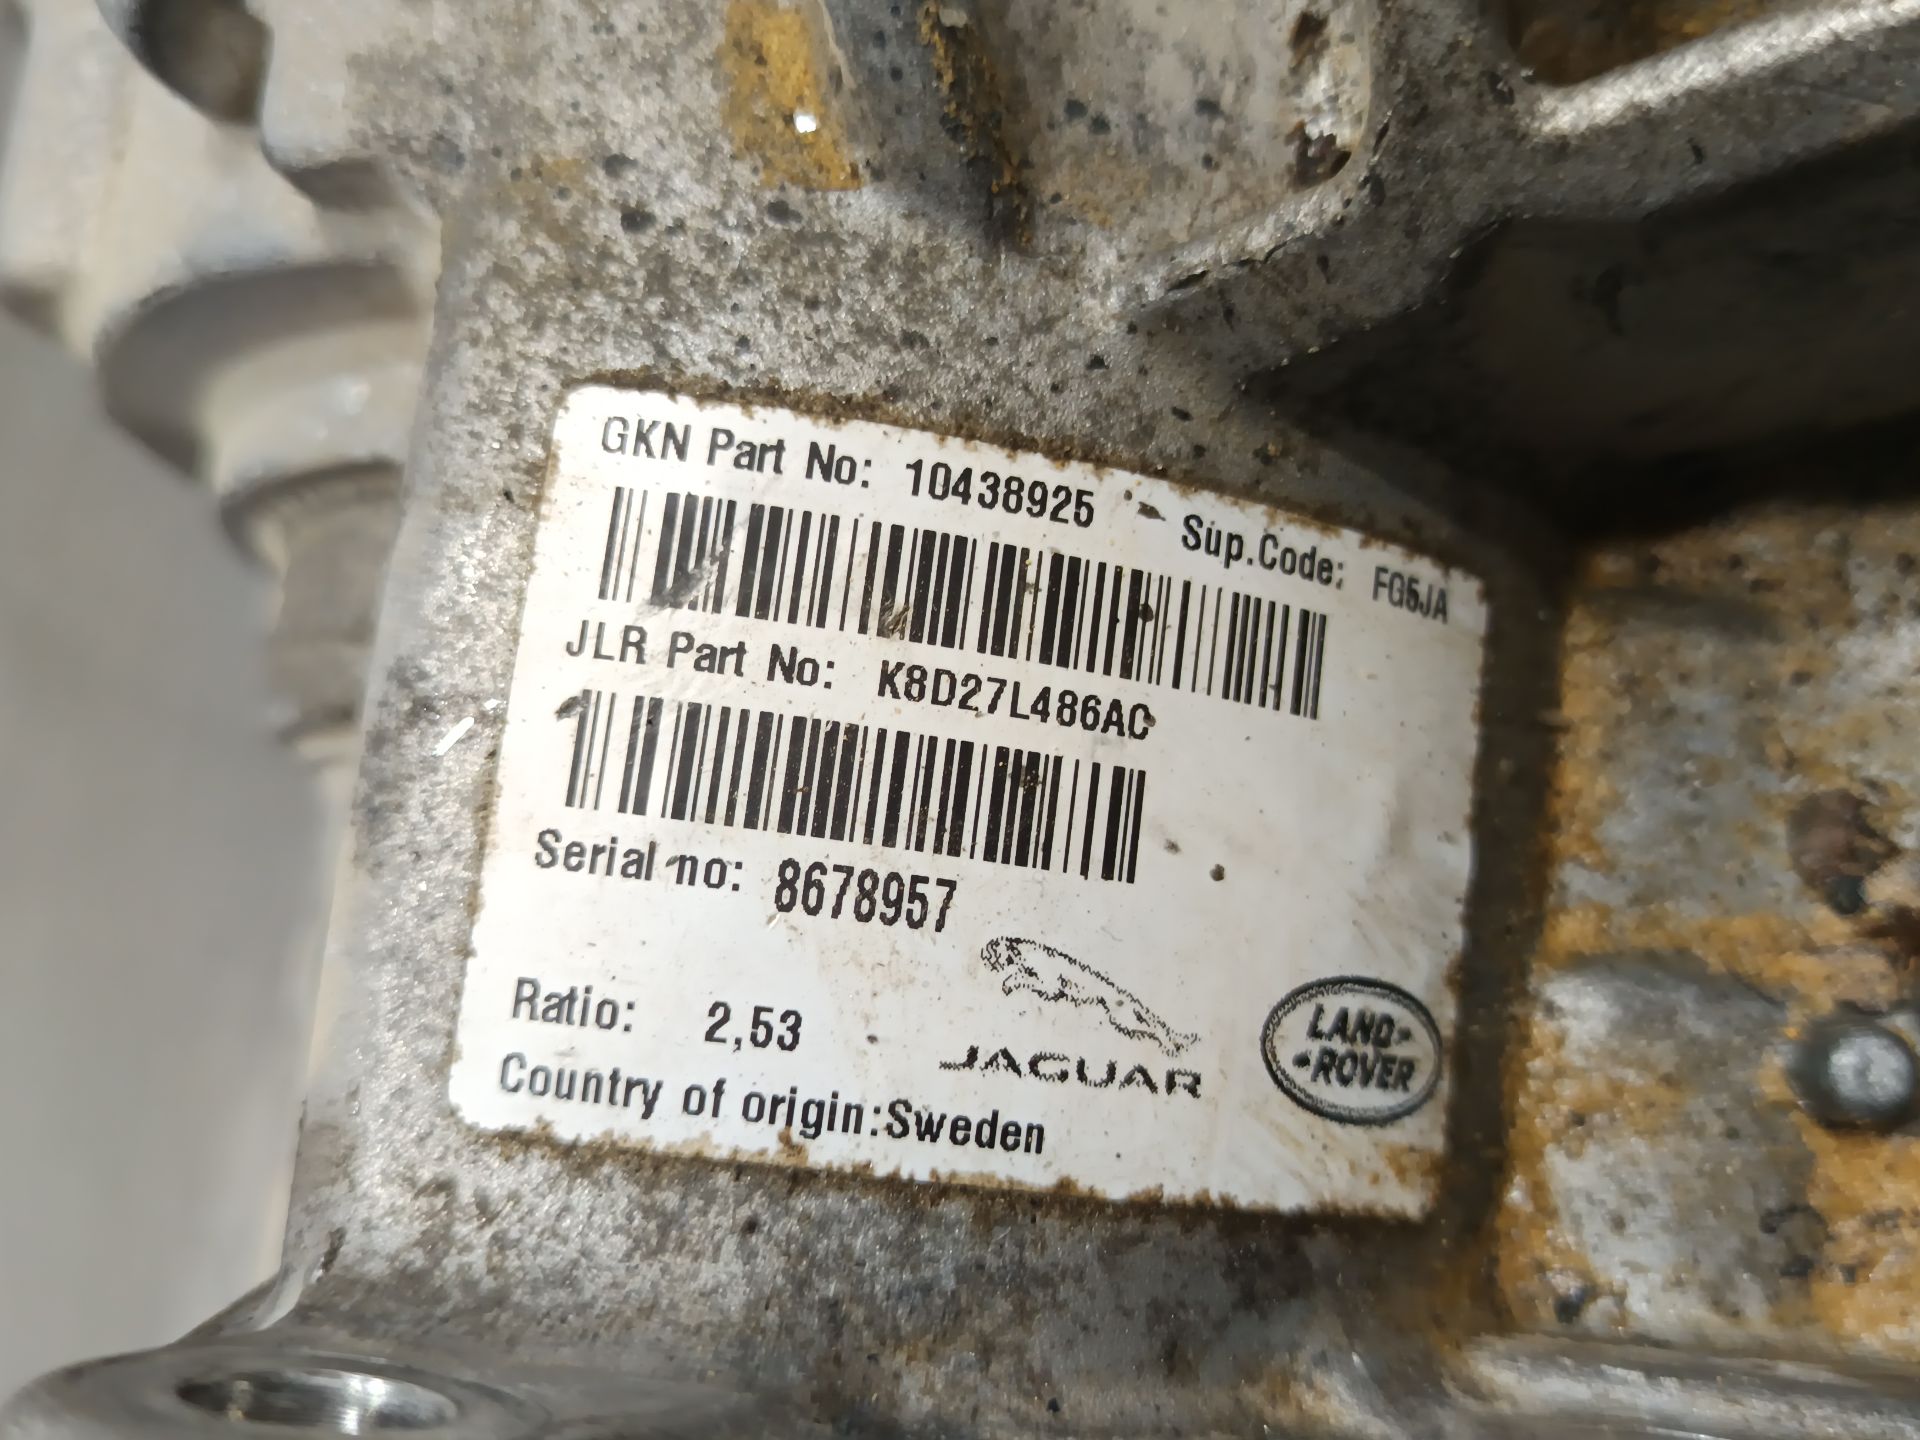 GKN Part No: 10438925 Sup.Code: FG5JA
JLR Part No: K8D27L486AC
Serial no: 8678957
Ratio: 2,53
JAGUAR
LAND-
-ROVER
Country of origin:Sweden